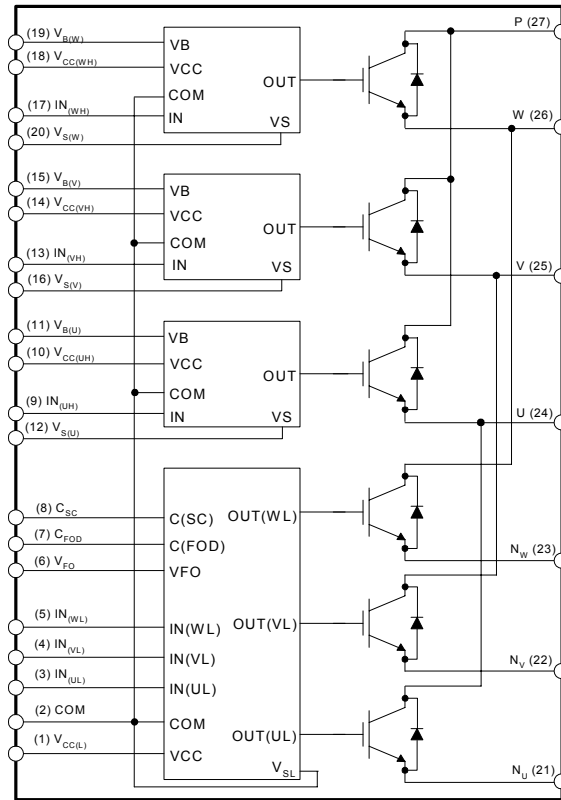 (19) VB(W)
VB
P (27)
(18) VCC(WH)
VCC
OUT
COM
(17) IN(WH)
IN
W (26)
VS
(20) VS(W)
(15) VB(V)
VB
(14) VCC(VH)
VCC
OUT
COM
(13) IN(VH)
IN
VS
V (25)
(16) VS(V)
(11) VB(U)
VB
(10) VCC(UH)
VCC
OUT
COM
(9) IN(UH)
IN
VS
U (24)
(12) VS(U)
(8) CSC
C(SC)
OUT(WL)
(7) CFOD
C(FOD)
(6) VFO
VFO
NW (23)
(5) IN(WL)
IN(WL)
OUT(VL)
(4) IN(VL)
IN(VL)
NV (22)
(3) IN(UL)
IN(UL)
(2) COM
COM
OUT(UL)
(1) VCC(L)
VCC
VSL
NU (21)